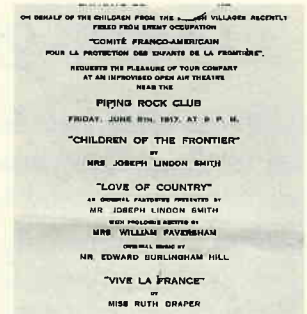 ON BEHALF OF THE CHILDREN FROM THE VILLAGES RECENTLY
FREED FROM ENEMY OCCUPATION
"COMITÉ FRANCO-AMERICAIN
POUR LA PROTECTION DES ENFANTS DE LA FRONTIÈRE",
REQUESTS THE PLEASURE OF YOUR COMPANY
AT AN IMPROVISED OPEN AIR THEATRE
NEAR THE
PIPING ROCK CLUB
FRIDAY, JUNE 8TH, 1917, AT 9 P. M.
"CHILDREN OF THE FRONTIER"
BY
MRS JOSEPH LINDON SMITH
"LOVE OF COUNTRY"
AN ORIGINAL PRESENTED BY
MR JOSEPH LINDON SMITH
WITH PROLOGUE RECITED BY
MRS WILLIAM FAVERSHAM
ORIGINAL MUSIC BY
MR. EDWARD BURLINGHAM HILL
"VIVE LA FRANCE"
BY
MISS RUTH DRAPER